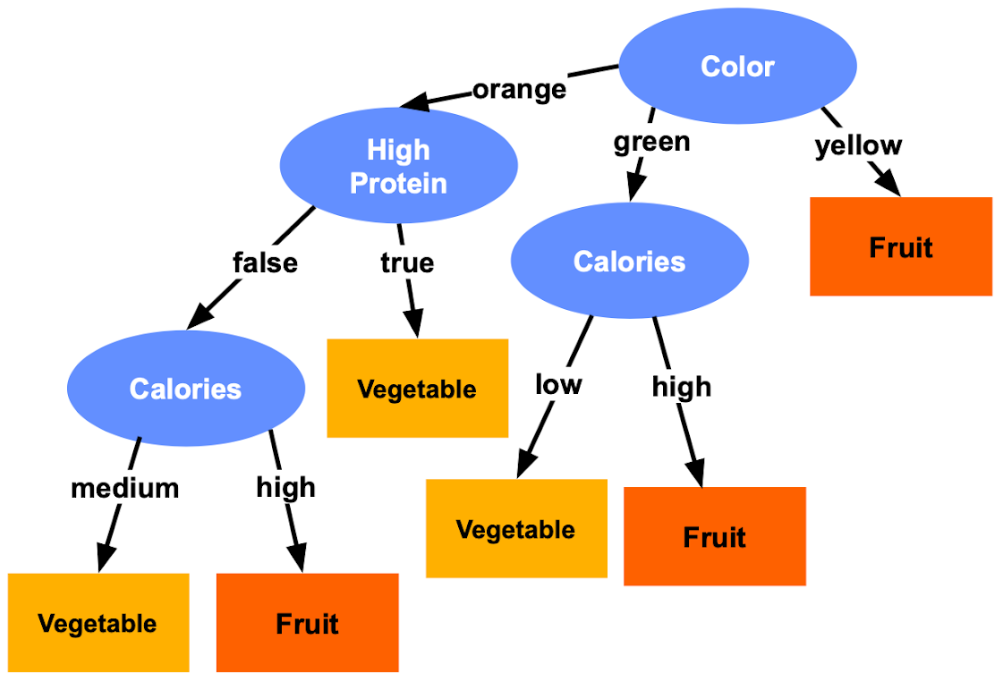 Color
orange
green
yellow
High
Protein
Calories
Fruit
false
true
Calories
Vegetable
low
high
medium
high
Vegetable
Fruit
Vegetable
Fruit